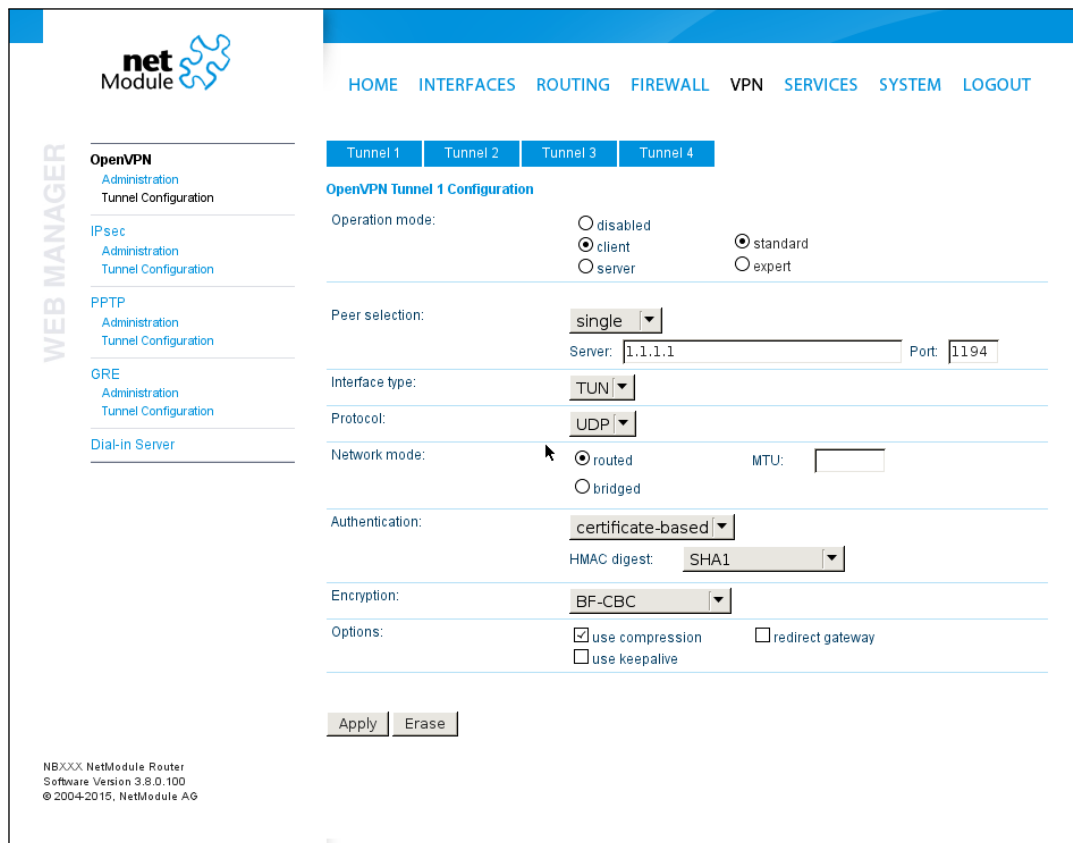 net
Module
HOME INTERFACES ROUTING FIREWALL VPN SERVICES SYSTEM LOGOUT
WEB MANAGER
OpenVPN
Administration
Tunnel Configuration
IPsec
Administration
Tunnel Configuration
PPTP
Administration
Tunnel Configuration
GRE
Administration
Tunnel Configuration
Dial-in Server
Tunnel 1 Tunnel 2 Tunnel 3 Tunnel 4
OpenVPN Tunnel 1 Configuration
Operation mode:
disabled
client standard
server expert
Peer selection: single
Server: 1.1.1.1 Port: 1194
Interface type: TUN
Protocol: UDP
Network mode: routed MTU:
bridged
Authentication: certificate-based
HMAC digest: SHA1
Encryption: BF-CBC
Options: use compression redirect gateway
use keepalive
Apply Erase
NBXXX NetModule Router
Software Version 3.8.0.100
© 2004-2015, NetModule AG